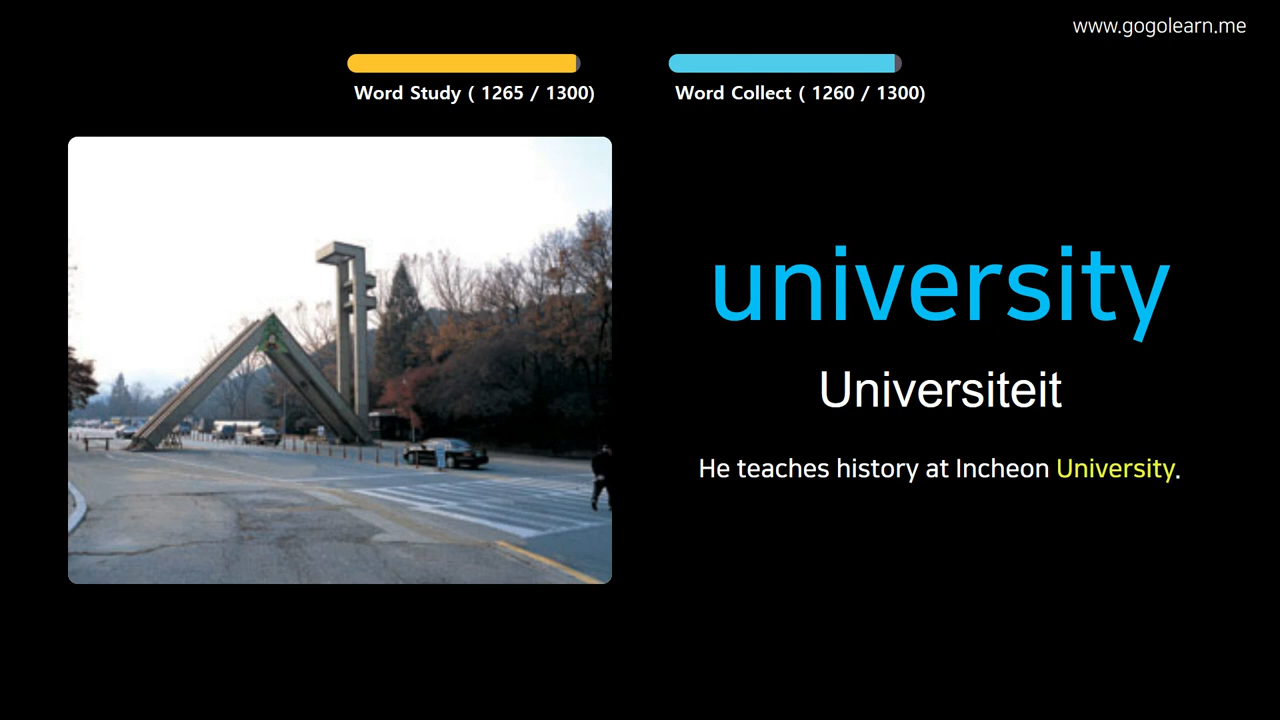 www.gogolearn.me
Word Study ( 1265 / 1300)
Word Collect ( 1260 / 1300)
university
Universiteit
He teaches history at Incheon University.